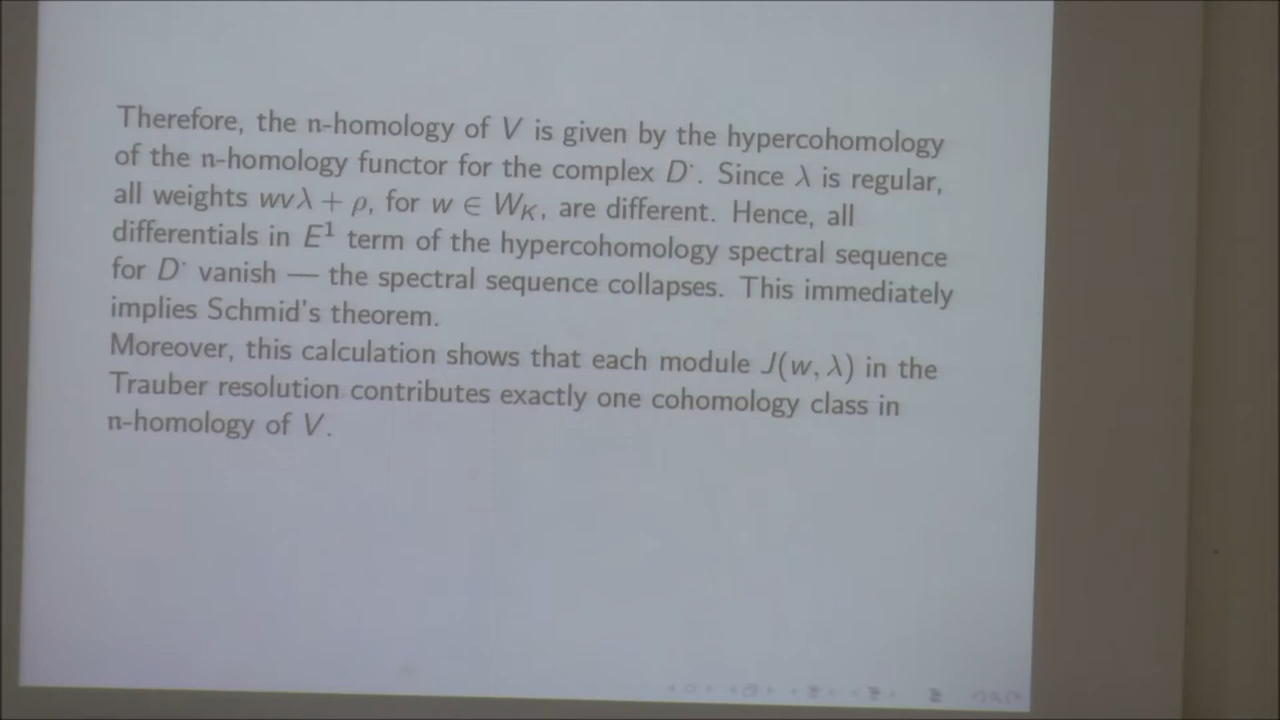 Therefore, the n-homology of V is given by the hypercohomology
of the n-homology functor for the complex D˙. Since λ is regular,
all weights wvλ + ρ, for w ∈ W_K, are different. Hence, all
differentials in E¹ term of the hypercohomology spectral sequence
for D˙ vanish — the spectral sequence collapses. This immediately
implies Schmid's theorem.
Moreover, this calculation shows that each module J(w, λ) in the
Trauber resolution contributes exactly one cohomology class in
n-homology of V.